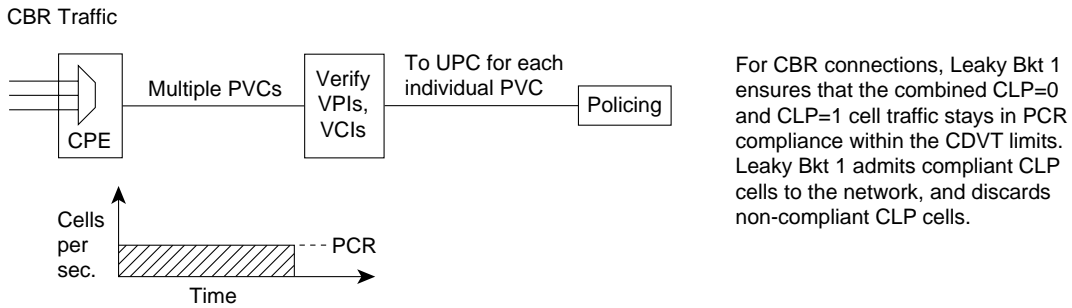 CBR Traffic
CPE
Multiple PVCs
Verify
VPIs,
VCIs
To UPC for each
individual PVC
Policing
For CBR connections, Leaky Bkt 1
ensures that the combined CLP=0
and CLP=1 cell traffic stays in PCR
compliance within the CDVT limits.
Leaky Bkt 1 admits compliant CLP
cells to the network, and discards
non-compliant CLP cells.
Cells
per
sec.
PCR
Time